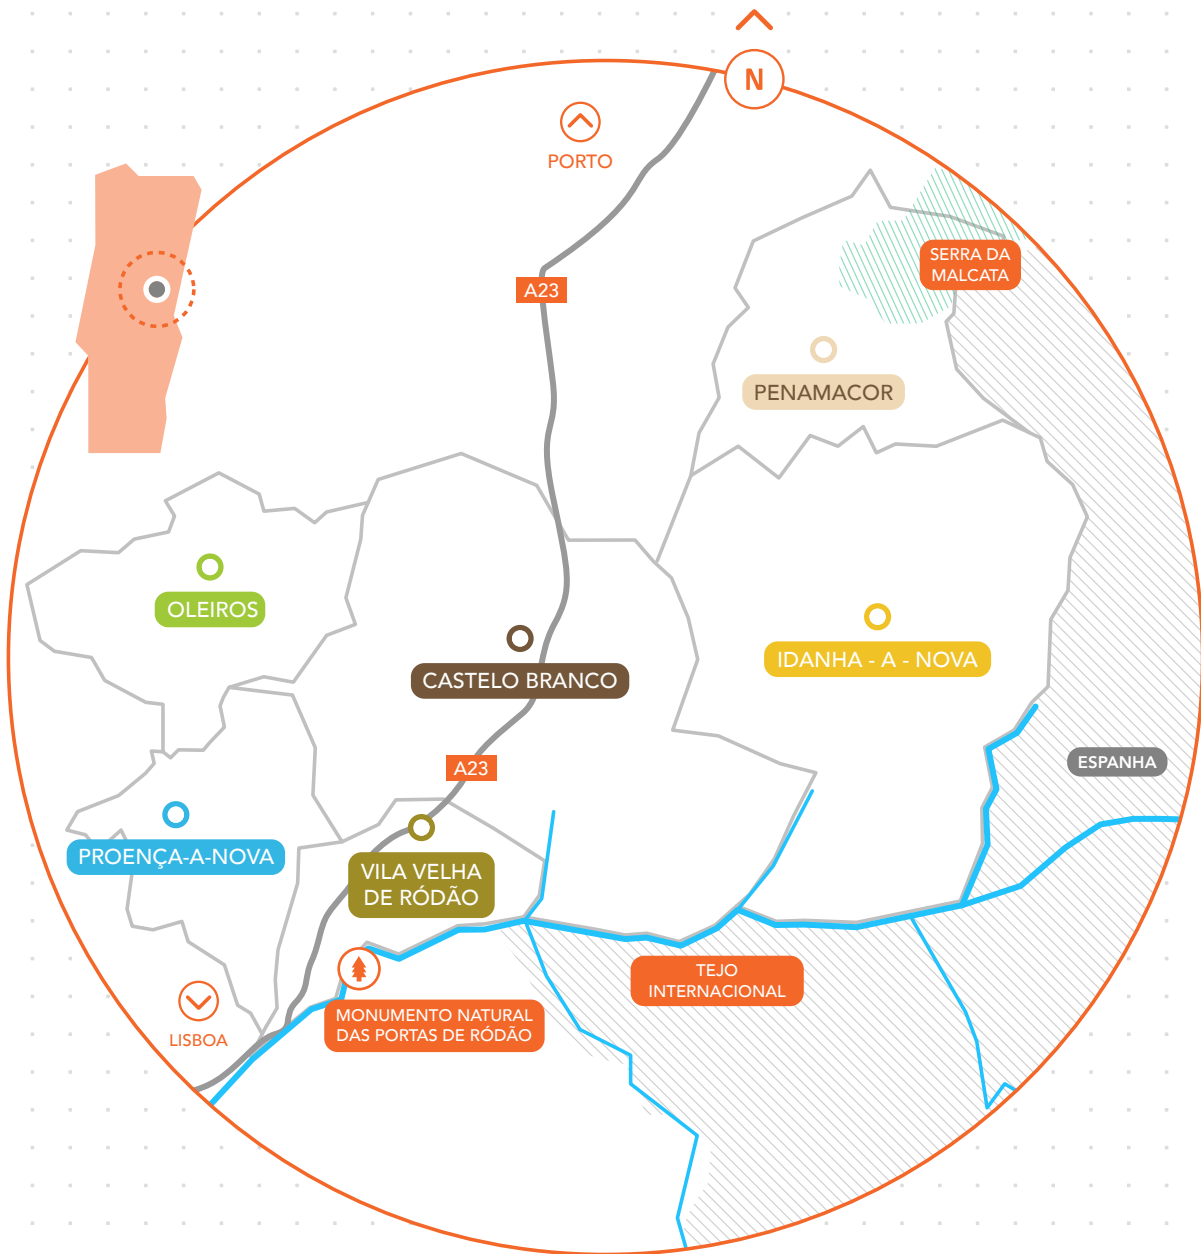 N
PORTO
A23
SERRA DA
MALCATA
PENAMACOR
OLEIROS
CASTELO BRANCO
IDANHA - A - NOVA
A23
ESPANHA
PROENÇA-A-NOVA
VILA VELHA
DE RÓDÃO
TEJO
INTERNACIONAL
MONUMENTO NATURAL
DAS PORTAS DE RÓDÃO
LISBOA